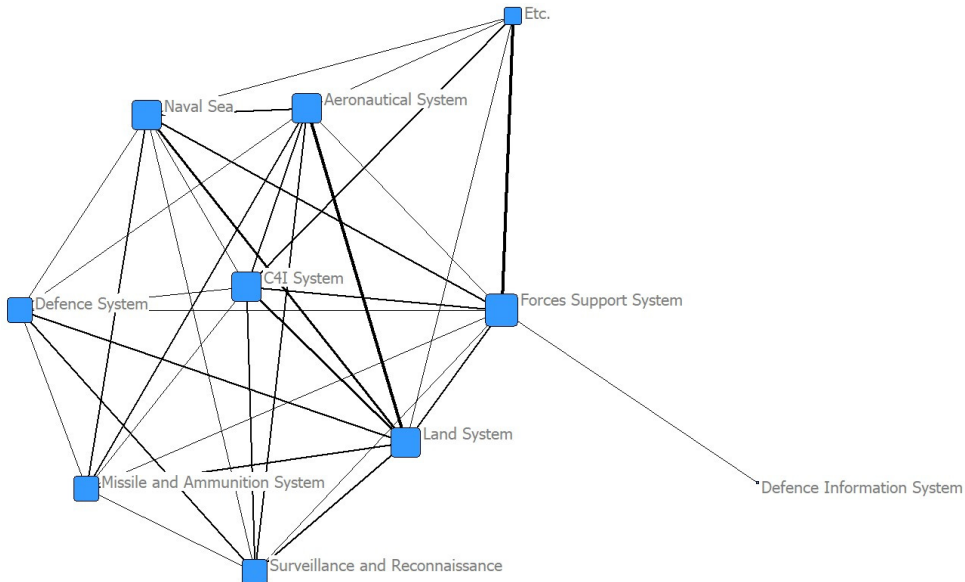 Etc.
Naval Sea
Aeronautical System
C4I System
Defence System
Forces Support System
Land System
Missile and Ammunition System
Defence Information System
Surveillance and Reconnaissance